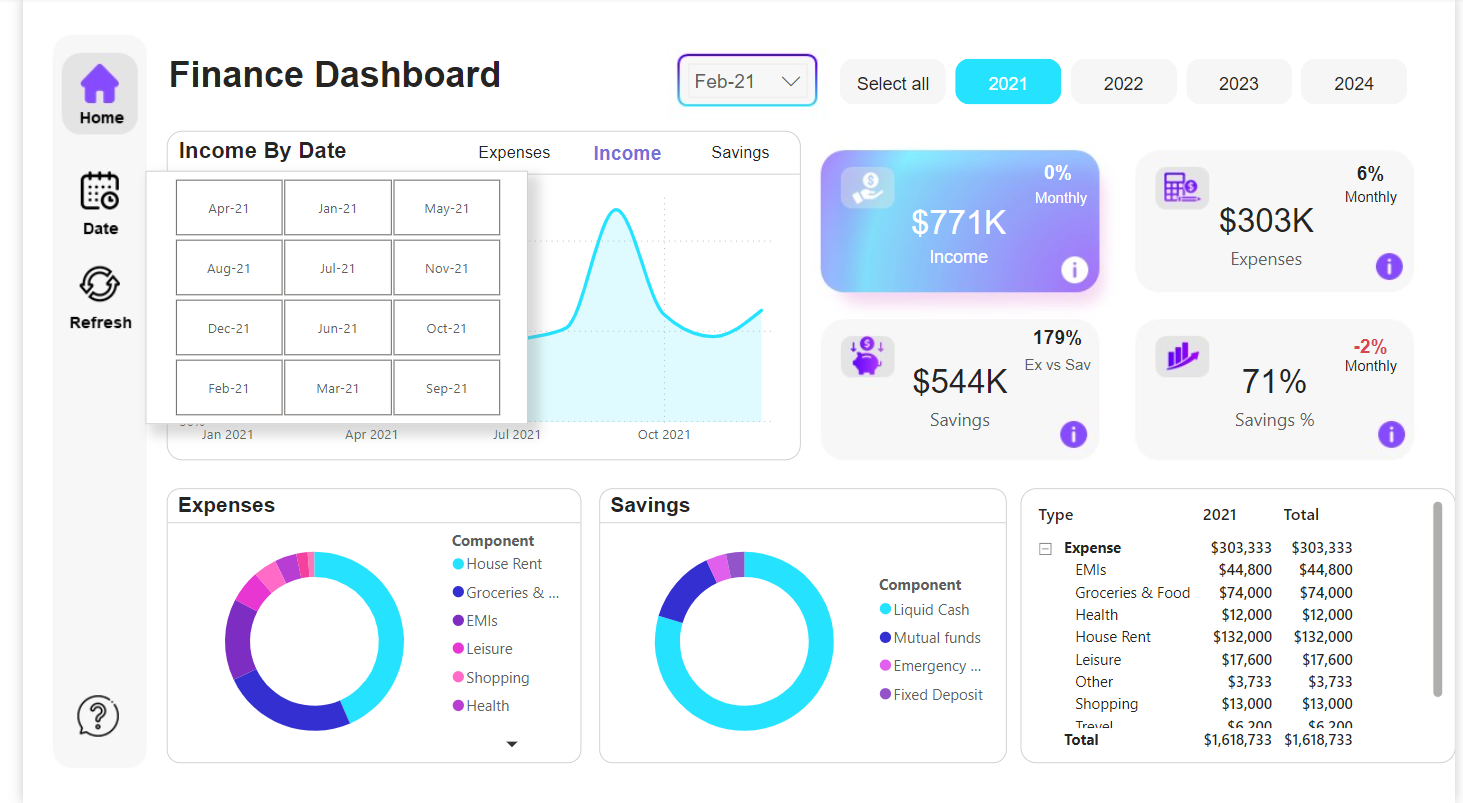 Finance Dashboard
Feb-21
Select all
2021
2022
2023
2024
Home
Date
Refresh
?
Income By Date
Expenses
Income
Savings
Apr-21
Jan-21
May-21
Aug-21
Jul-21
Nov-21
Dec-21
Jun-21
Oct-21
Feb-21
Mar-21
Sep-21
Jan 2021
Apr 2021
Jul 2021
Oct 2021
0%
Monthly
$771K
Income
i
6%
Monthly
$303K
Expenses
i
179%
Ex vs Sav
$544K
Savings
i
-2%
Monthly
71%
Savings %
i
Expenses
Component
House Rent
Groceries & ...
EMIs
Leisure
Shopping
Health
Savings
Component
Liquid Cash
Mutual funds
Emergency ...
Fixed Deposit
Type 2021 Total
Expense $303,333 $303,333
EMIs $44,800 $44,800
Groceries & Food $74,000 $74,000
Health $12,000 $12,000
House Rent $132,000 $132,000
Leisure $17,600 $17,600
Other $3,733 $3,733
Shopping $13,000 $13,000
Travel $6,200 $6,200
Total $1,618,733 $1,618,733